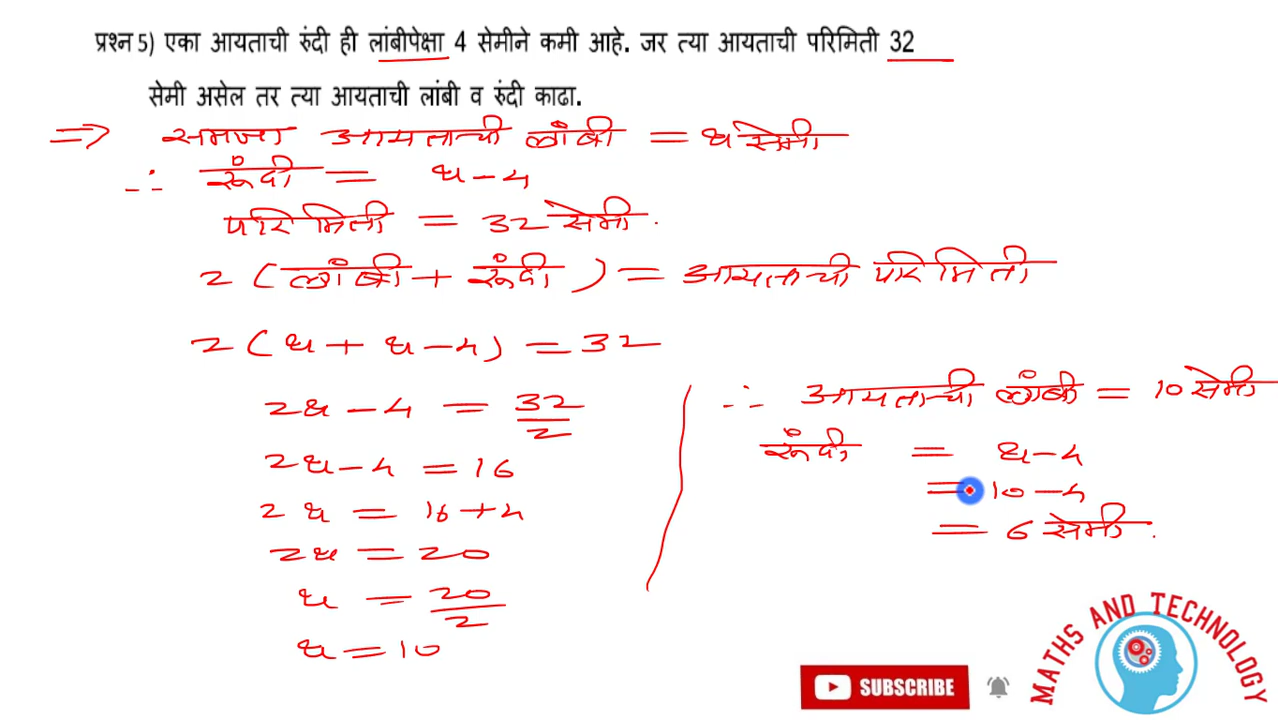 प्रश्न 5) एका आयताची रुंदी ही लांबीपेक्षा 4 सेमीने कमी आहे. जर त्या आयताची परिमिती 32
सेमी असेल तर त्या आयताची लांबी व रुंदी काढा.
⇒ समजा आयताची लांबी = x सेमी
∴ रूंदी = x - 4
परिमिती = 32 सेमी.
2 ( लांबी + रूंदी ) = आयताची परिमिती
2 ( x + x - 4 ) = 32
2x - 4 = 32/2
2x - 4 = 16
2x = 16 + 4
2x = 20
x = 20/2
x = 10
∴ आयताची लांबी = 10 सेमी
रूंदी = x - 4
= 10 - 4
= 6 सेमी.
SUBSCRIBE
MATHS AND TECHNOLOGY